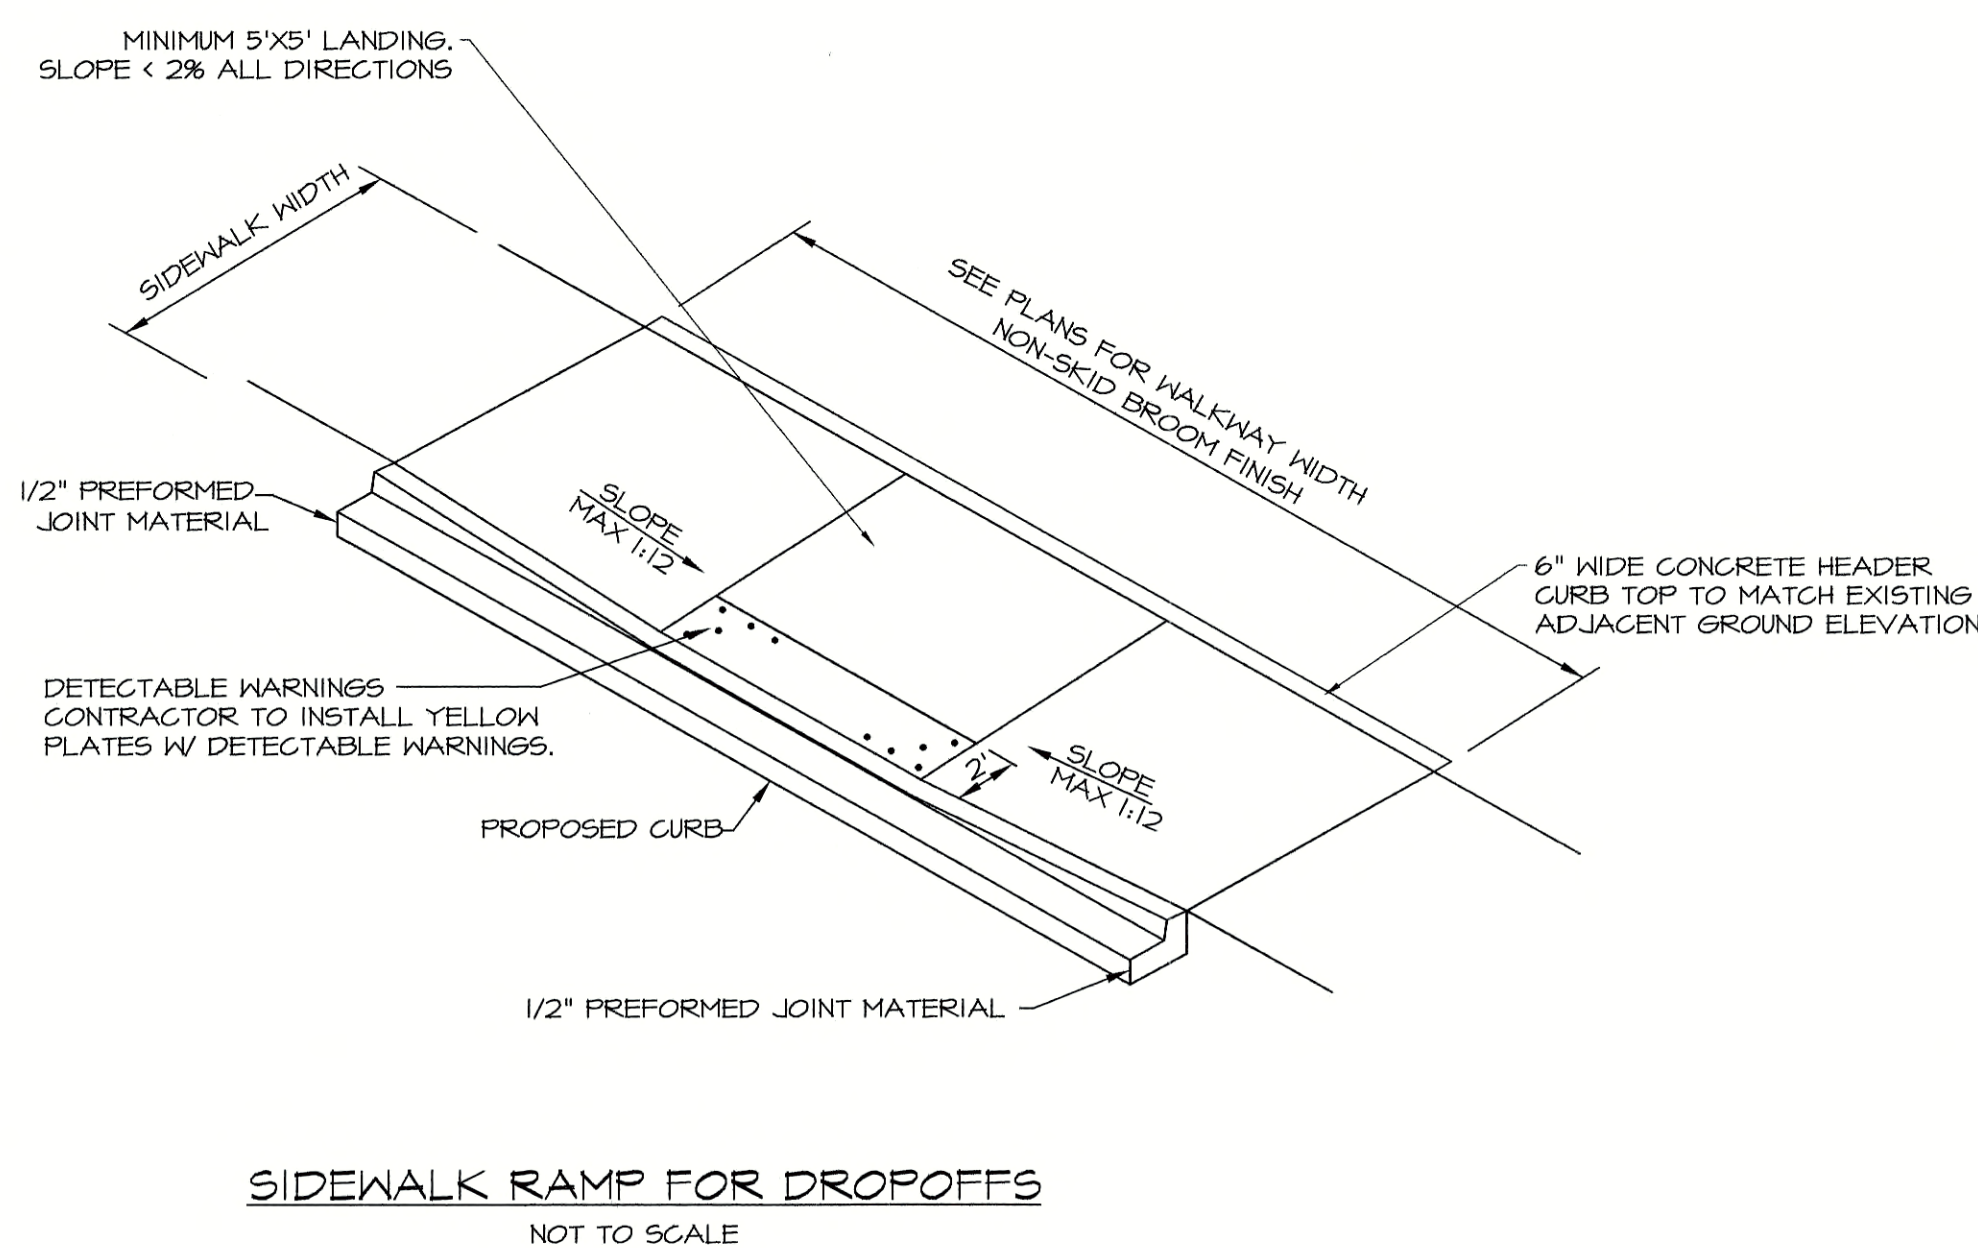 MINIMUM 5'X5' LANDING.
SLOPE < 2% ALL DIRECTIONS
SIDEWALK WIDTH
SEE PLANS FOR WALKWAY WIDTH
NON-SKID BROOM FINISH
1/2" PREFORMED
JOINT MATERIAL
SLOPE
MAX 1:12
6" WIDE CONCRETE HEADER
CURB TOP TO MATCH EXISTING
ADJACENT GROUND ELEVATION
DETECTABLE WARNINGS
CONTRACTOR TO INSTALL YELLOW
PLATES W/ DETECTABLE WARNINGS.
2'
SLOPE
MAX 1:12
PROPOSED CURB
1/2" PREFORMED JOINT MATERIAL
SIDEWALK RAMP FOR DROPOFFS
NOT TO SCALE